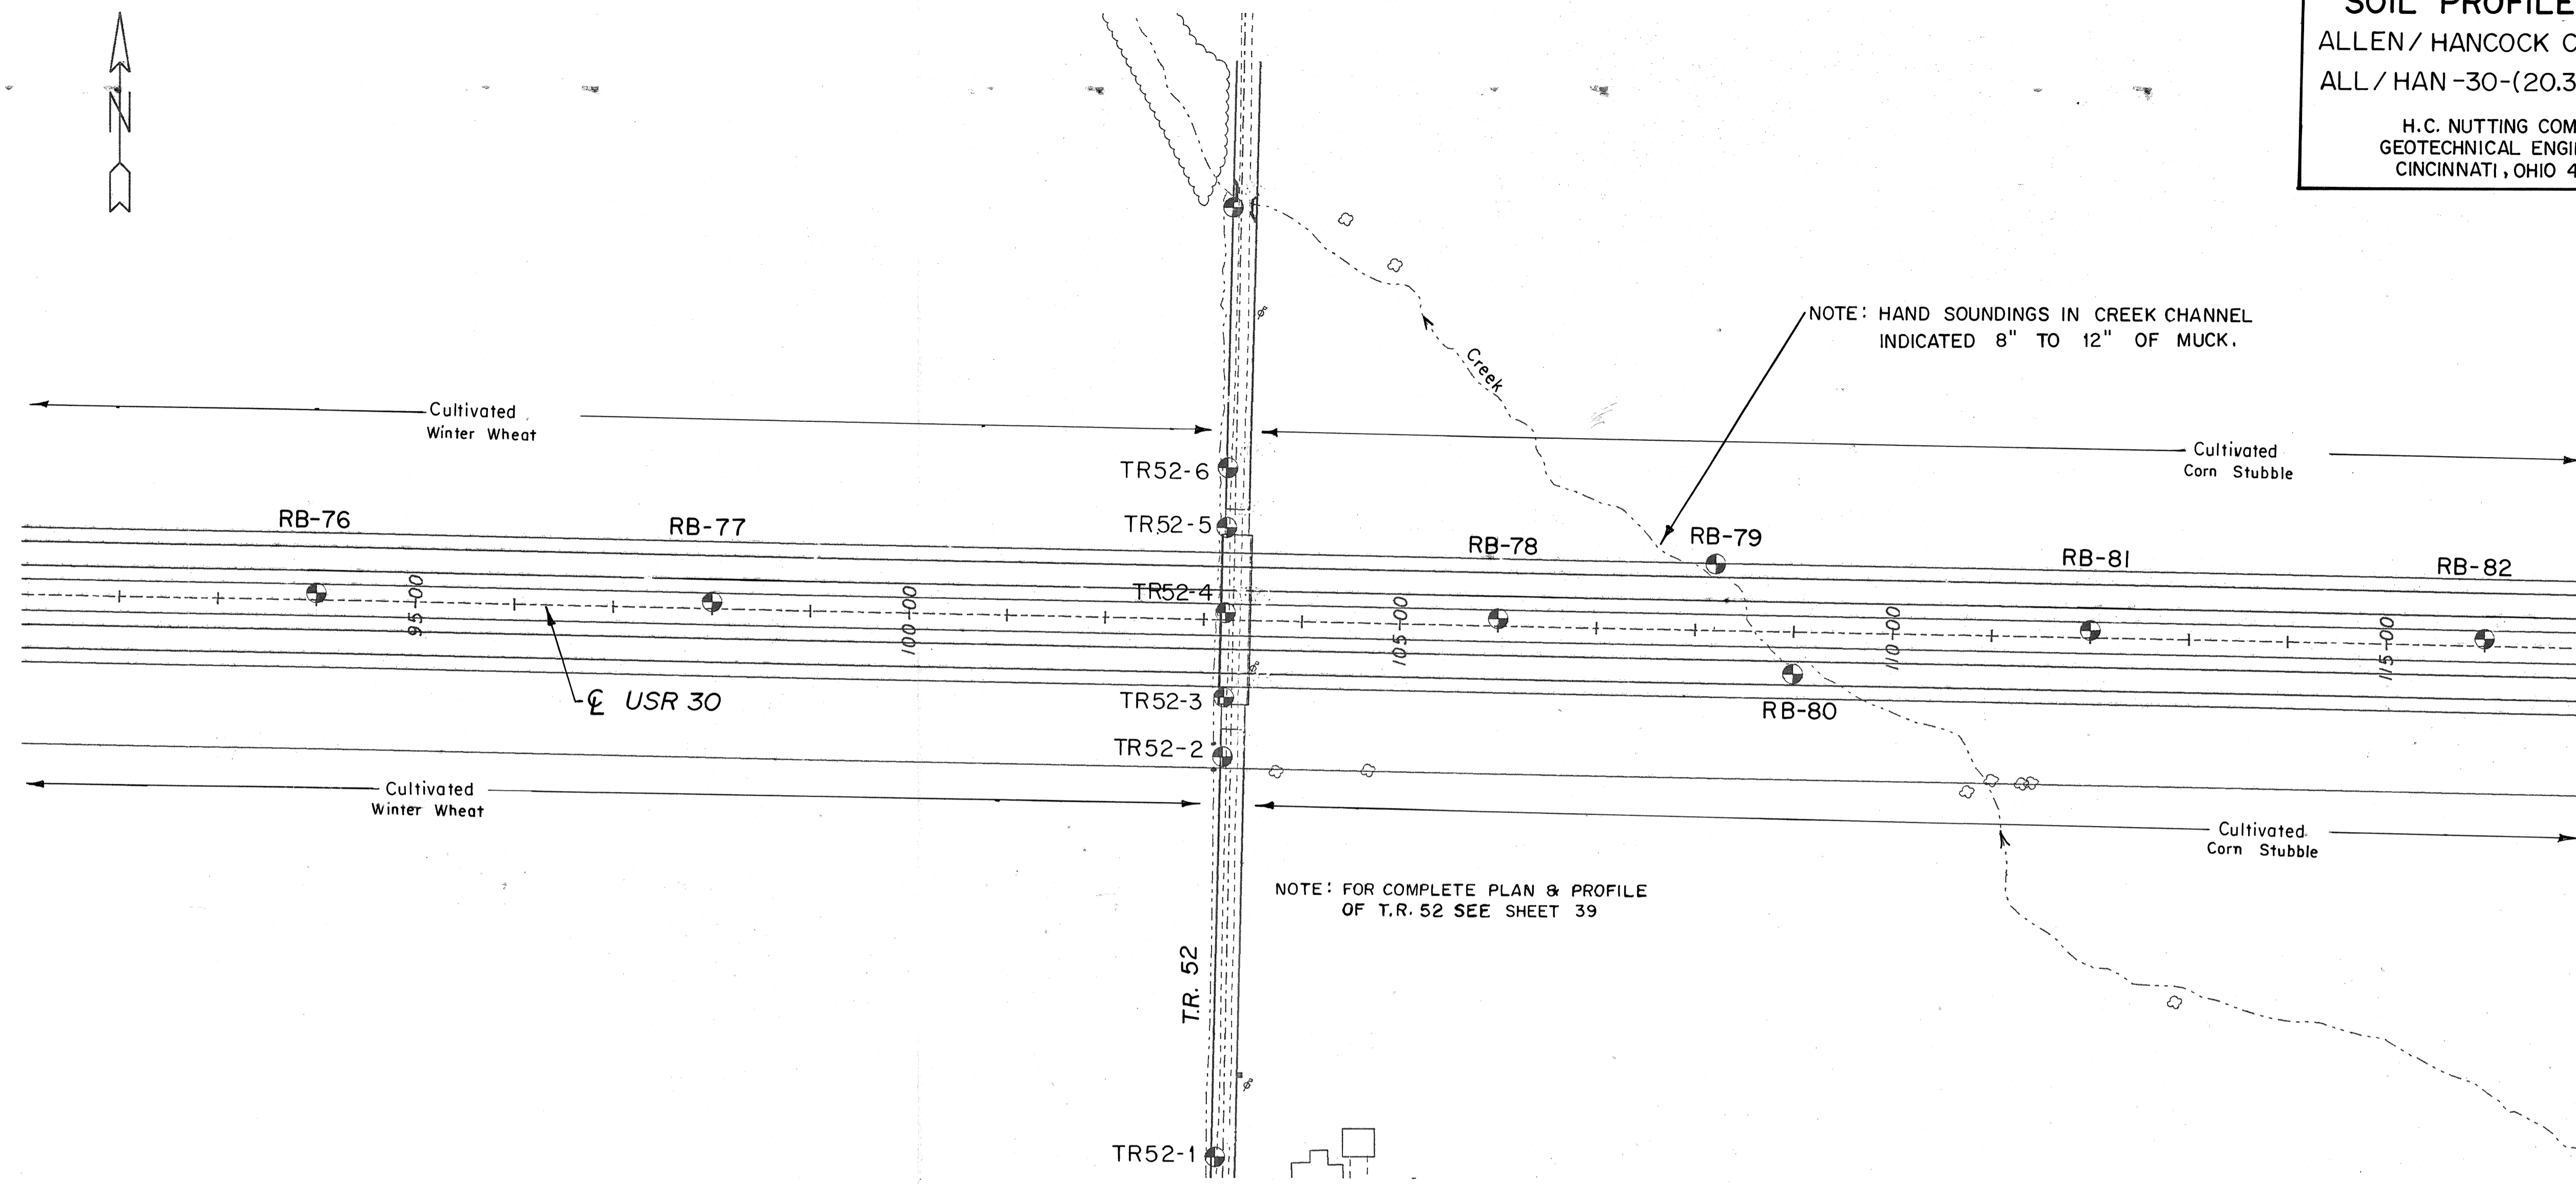 SOIL PROFILE
ALLEN / HANCOCK C
ALL / HAN -30-(20.3
H.C. NUTTING COM
GEOTECHNICAL ENGI
CINCINNATI, OHIO 4
N
NOTE: HAND SOUNDINGS IN CREEK CHANNEL
INDICATED 8" TO 12" OF MUCK.
Creek
Cultivated
Winter Wheat
Cultivated
Corn Stubble
TR52-6
TR52-5
RB-76
RB-77
RB-78
RB-79
RB-81
RB-82
TR52-4
95+00
100+00
105+00
110+00
115+00
℄ USR 30
TR52-3
RB-80
TR52-2
Cultivated
Winter Wheat
Cultivated
Corn Stubble
NOTE: FOR COMPLETE PLAN & PROFILE
OF T.R. 52 SEE SHEET 39
T.R. 52
TR52-1